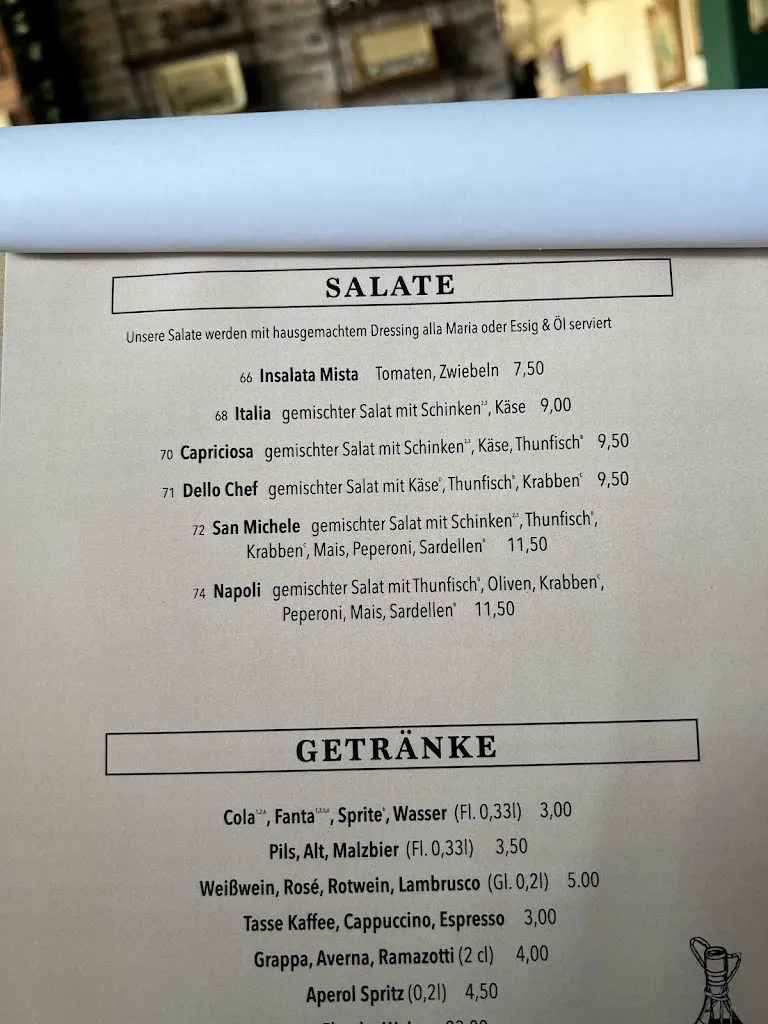 SALATE
Unsere Salate werden mit hausgemachtem Dressing alla Maria oder Essig & Öl serviert
66 Insalata Mista Tomaten, Zwiebeln 7,50
68 Italia gemischter Salat mit Schinken²,³, Käse 9,00
70 Capriciosa gemischter Salat mit Schinken²,³, Käse, Thunfisch 9,50
71 Dello Chef gemischter Salat mit Käse, Thunfisch, Krabben 9,50
72 San Michele gemischter Salat mit Schinken²,³, Thunfisch,
Krabben, Mais, Peperoni, Sardellen 11,50
74 Napoli gemischter Salat mit Thunfisch, Oliven, Krabben,
Peperoni, Mais, Sardellen 11,50
GETRÄNKE
Cola, Fanta, Sprite, Wasser (Fl. 0,33l) 3,00
Pils, Alt, Malzbier (Fl. 0,33l) 3,50
Weißwein, Rosé, Rotwein, Lambrusco (Gl. 0,2l) 5.00
Tasse Kaffee, Cappuccino, Espresso 3,00
Grappa, Averna, Ramazotti (2 cl) 4,00
Aperol Spritz (0,2l) 4,50